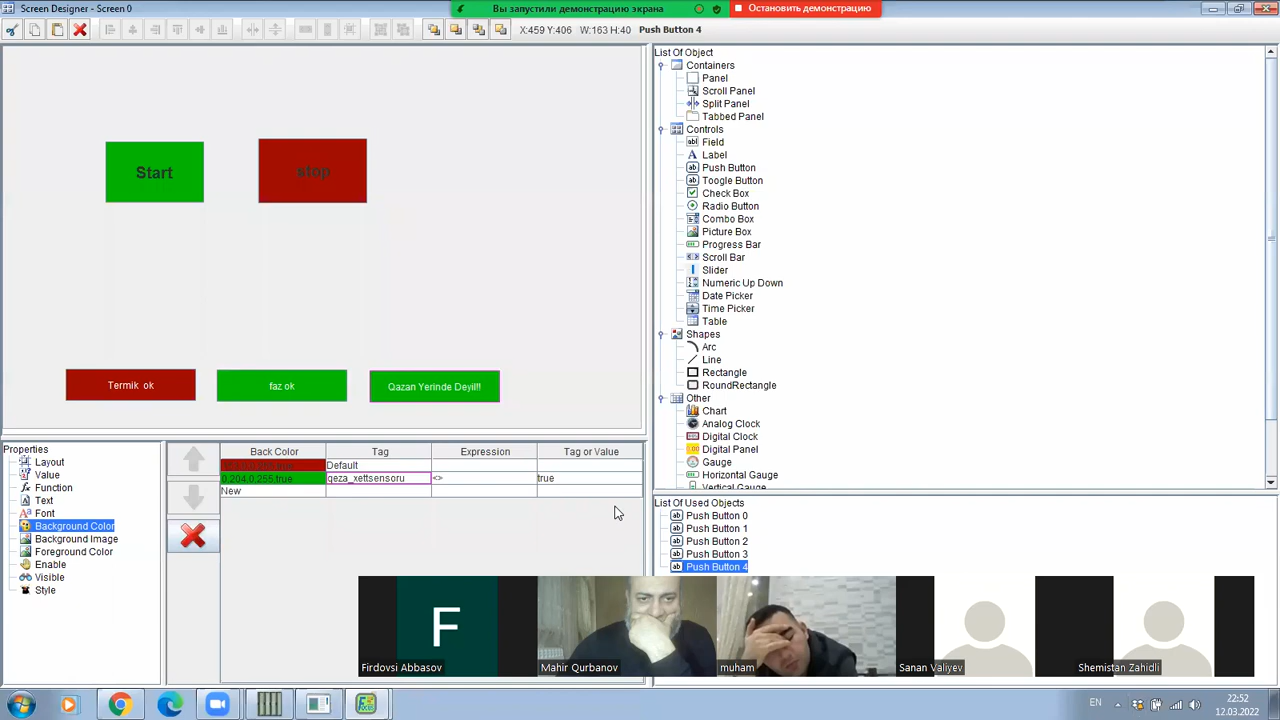 Screen Designer - Screen 0
Вы запустили демонстрацию экрана
Остановить демонстрацию
X:459 Y:406 W:163 H:40 Push Button 4
Start
stop
Termik ok
faz ok
Qazan Yerinde Deyil!!
List Of Object
Containers
Panel
Scroll Panel
Split Panel
Tabbed Panel
Controls
Field
Label
Push Button
Toogle Button
Check Box
Radio Button
Combo Box
Picture Box
Progress Bar
Scroll Bar
Slider
Numeric Up Down
Date Picker
Time Picker
Table
Shapes
Arc
Line
Rectangle
RoundRectangle
Other
Chart
Analog Clock
Digital Clock
Digital Panel
Gauge
Horizontal Gauge
Vertical Gauge
Properties
Layout
Value
Function
Text
Font
Background Color
Background Image
Foreground Color
Enable
Visible
Style
Back Color Tag Expression Tag or Value
Default
0,204,0,255,true qeza_xettsensoru <> true
New
List Of Used Objects
Push Button 0
Push Button 1
Push Button 2
Push Button 3
Push Button 4
F
Firdovsi Abbasov
Mahir Qurbanov
muham
Sanan Valiyev
Shemistan Zahidli
EN
22:52
12.03.2022